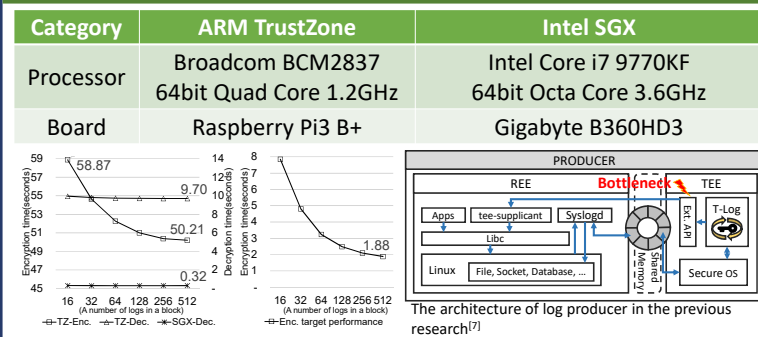 Category ARM TrustZone Intel SGX
Processor
Broadcom BCM2837
64bit Quad Core 1.2GHz
Intel Core i7 9770KF
64bit Octa Core 3.6GHz
Board Raspberry Pi3 B+ Gigabyte B360HD3
Encryption time(seconds)
59
57
55
53
51
49
47
45
58.87
9.70
50.21
0.32
14
12
10
8
6
4
2
-
Decryption time(seconds)
16 32 64 128 256 512
(A number of logs in a block)
TZ-Enc. TZ-Dec. SGX-Dec.
Encryption time(seconds)
8
7
6
5
4
3
2
1
-
1.88
16 32 64 128 256 512
(A number of logs in a block)
Enc. target performance
PRODUCER
REE
Bottleneck
TEE
Apps
tee-supplicant
Syslogd
Libc
Linux
File, Socket, Database, ...
Shared
Memory
Ext. API
T-Log
Secure OS
The architecture of log producer in the previous
research[7]